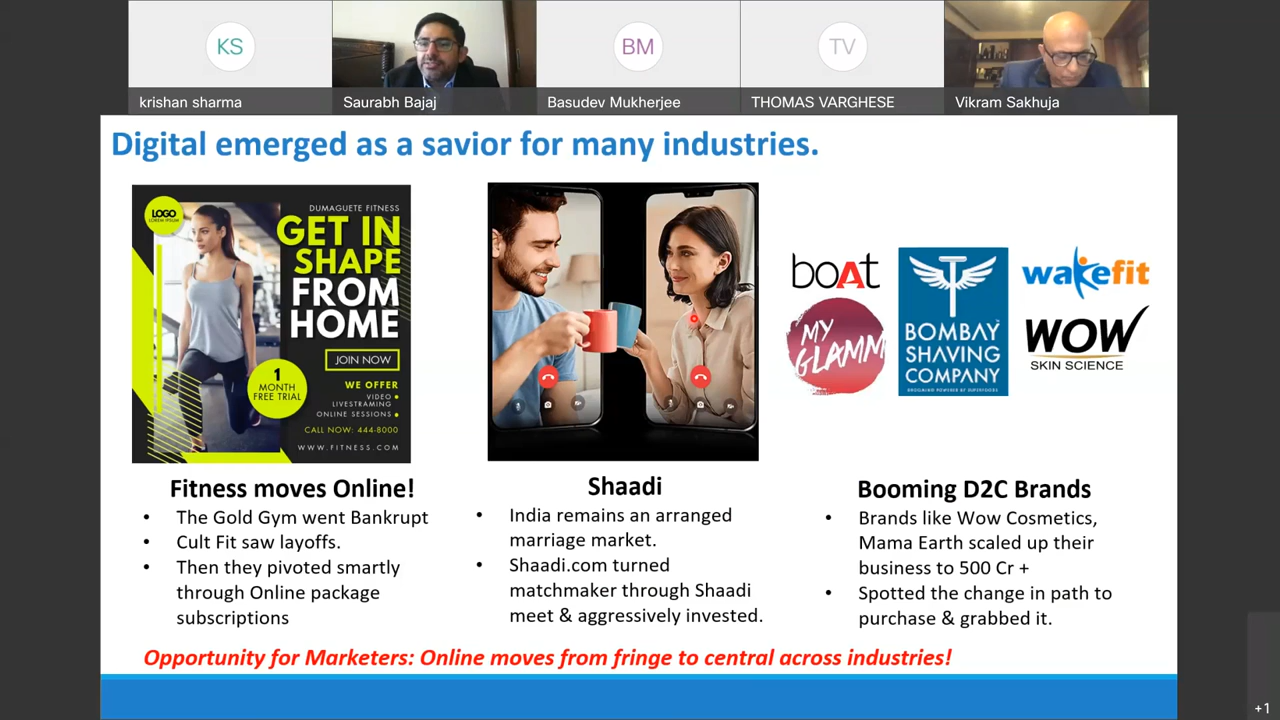 KS
BM
TV
krishan sharma
Saurabh Bajaj
Basudev Mukherjee
THOMAS VARGHESE
Vikram Sakhuja
Digital emerged as a savior for many industries.
LOGO
LOREM IPSUM
DUMAGUETE FITNESS
GET IN
SHAPE
FROM
HOME
JOIN NOW
1
MONTH
FREE TRIAL
WE OFFER
VIDEO •
LIVESTRAMING
ONLINE SESSIONS •
CALL NOW: 444-8000
WWW.FITNESS.COM
boAt
MY
GLAMM
BOMBAY
SHAVING
COMPANY
wakefit
WOW
SKIN SCIENCE
Fitness moves Online!
• The Gold Gym went Bankrupt
• Cult Fit saw layoffs.
• Then they pivoted smartly
through Online package
subscriptions
Shaadi
• India remains an arranged
marriage market.
• Shaadi.com turned
matchmaker through Shaadi
meet & aggressively invested.
Booming D2C Brands
• Brands like Wow Cosmetics,
Mama Earth scaled up their
business to 500 Cr +
• Spotted the change in path to
purchase & grabbed it.
Opportunity for Marketers: Online moves from fringe to central across industries!
+1